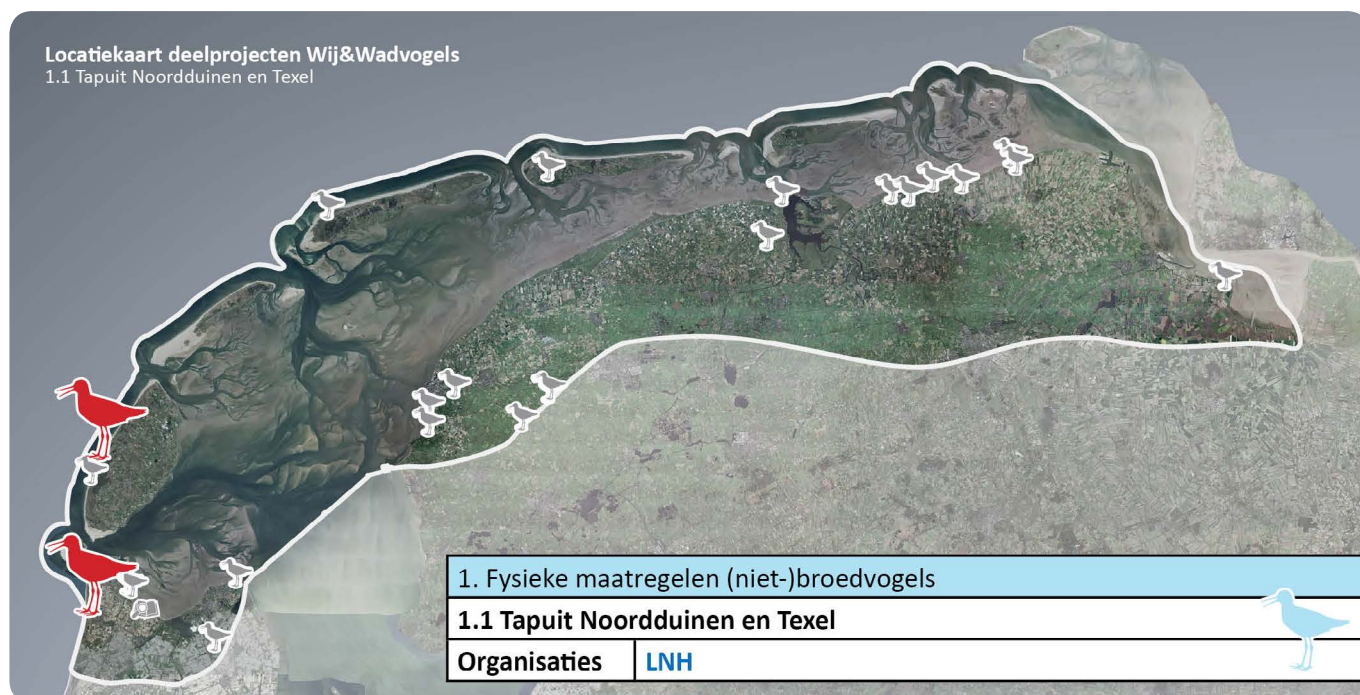 Locatiekaart deelprojecten Wij&Wadvogels
1.1 Tapuit Noordduinen en Texel
1. Fysieke maatregelen (niet-)broedvogels
1.1 Tapuit Noordduinen en Texel
Organisaties LNH